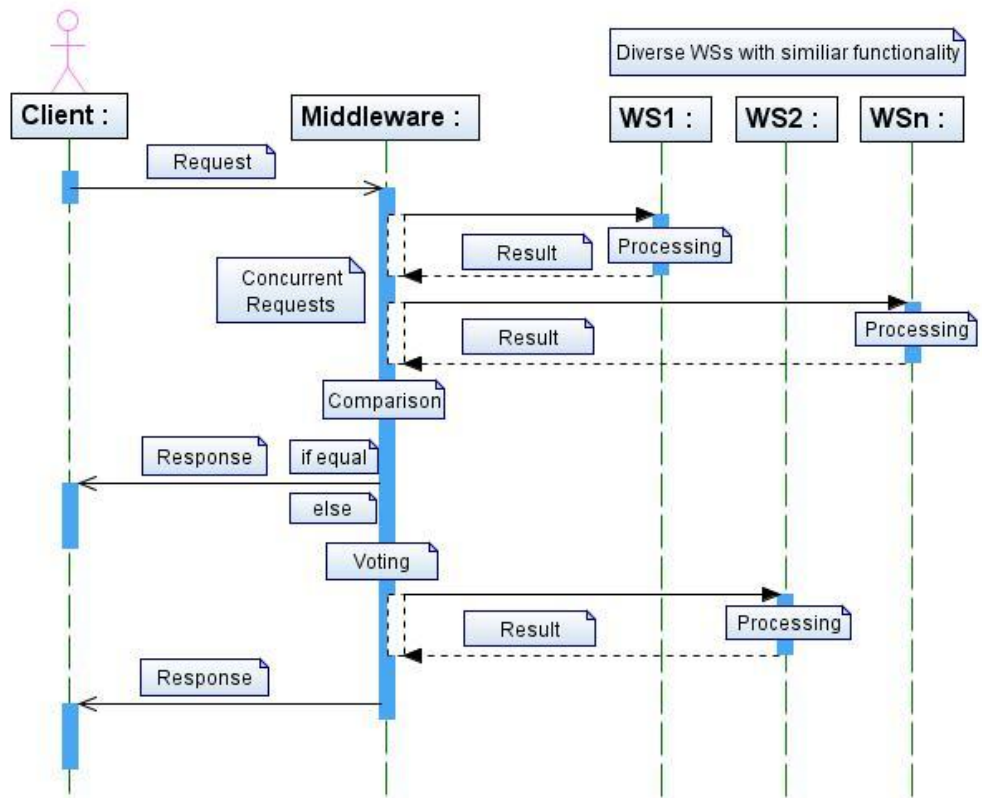 Diverse WSs with similiar functionality
Client :
Middleware :
WS1 :
WS2 :
WSn :
Request
Processing
Result
Concurrent
Requests
Processing
Result
Comparison
Response
if equal
else
Voting
Processing
Result
Response